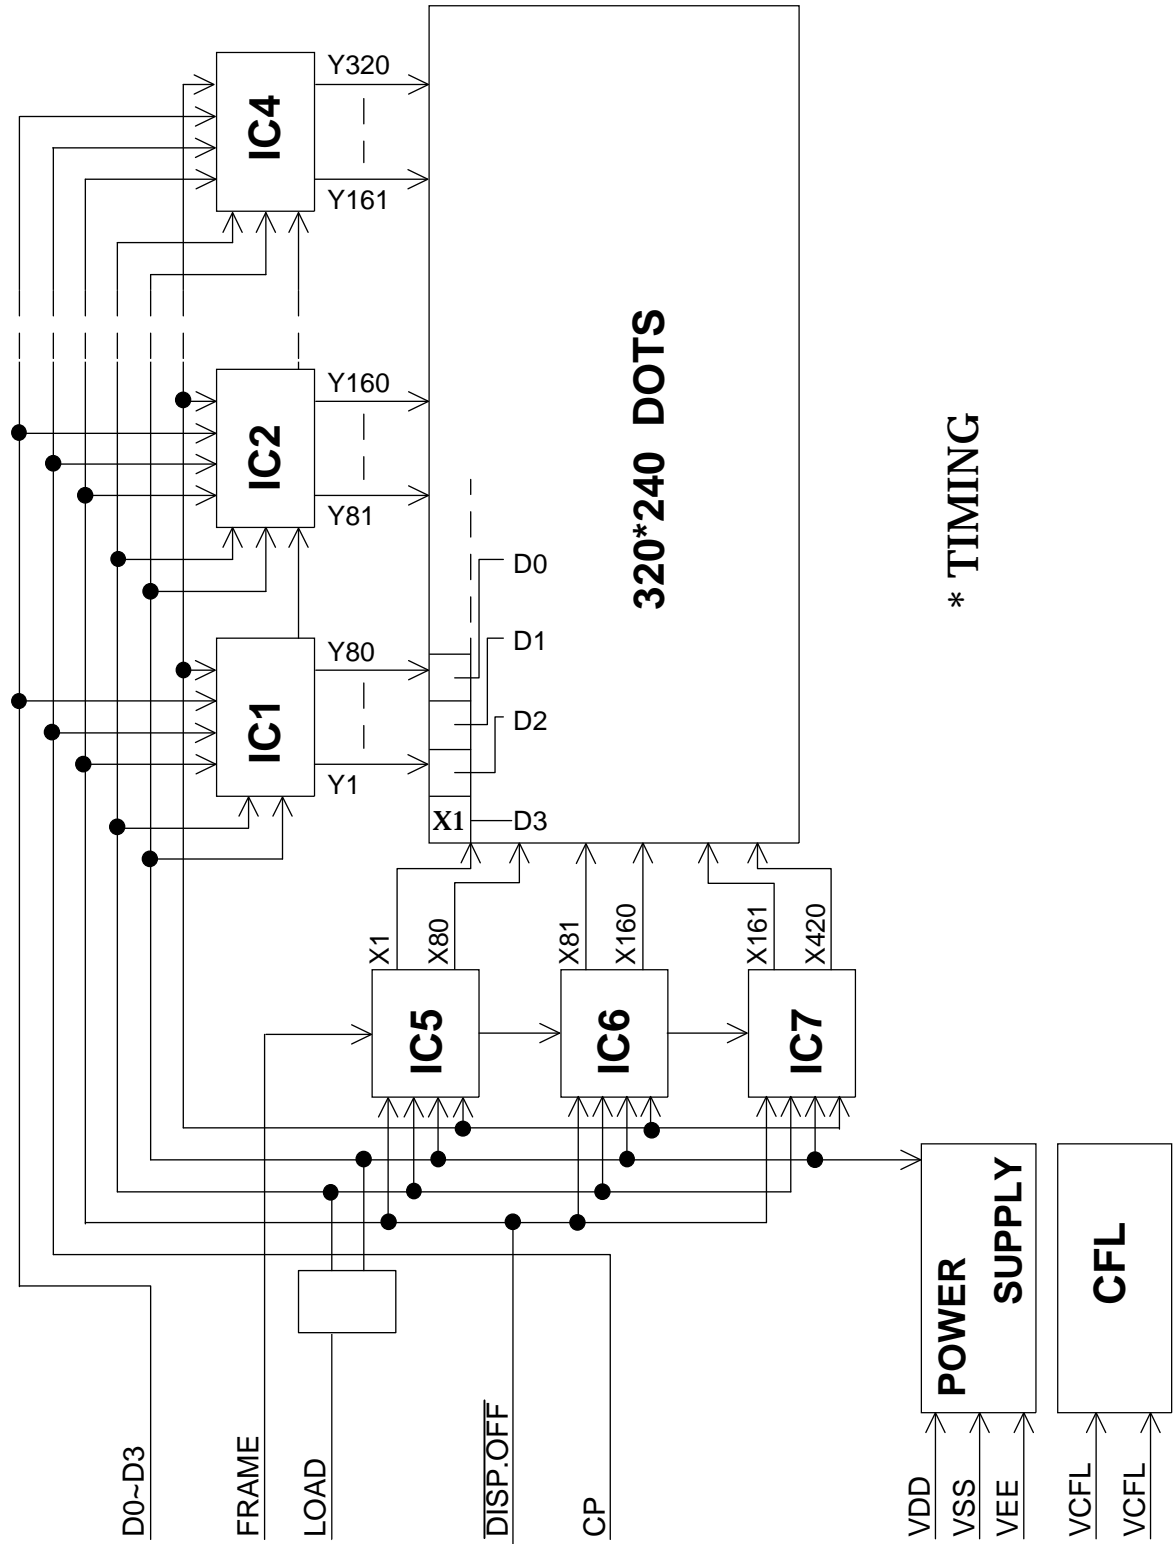 Y320
IC4
Y161
Y160
IC2
Y81
Y80
IC1
Y1
320*240 DOTS
D0
D1
D2
X1
D3
* TIMING
X1
X80
X81
X160
X161
X420
IC5
IC6
IC7
POWER
SUPPLY
CFL
D0~D3
FRAME
LOAD
DISP.OFF
CP
VDD
VSS
VEE
VCFL
VCFL